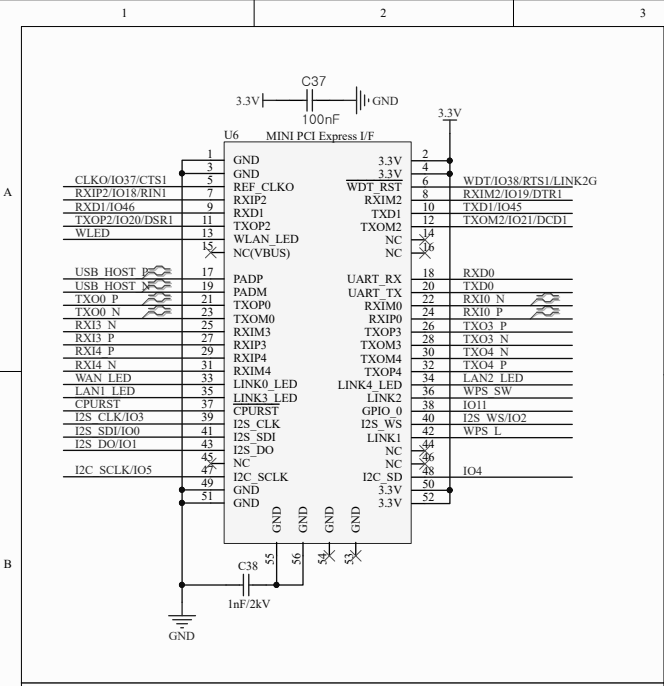 1 2 3
C37
3.3V GND
100nF
3.3V
U6 MINI PCI Express I/F
A
B
1 GND 3.3V 2
3 GND 3.3V 4
CLKO/IO37/CTS1 5 REF_CLKO WDT_RST 6 WDT/IO38/RTS1/LINK2G
RXIP2/IO18/RIN1 7 RXIP2 RXIM2 8 RXIM2/IO19/DTR1
RXD1/IO46 9 RXD1 TXD1 10 TXD1/IO45
TXOP2/IO20/DSR1 11 TXOP2 TXOM2 12 TXOM2/IO21/DCD1
WLED 13 WLAN_LED NC 14
15 NC(VBUS) NC 16
USB_HOST_P 17 PADP UART_RX 18 RXD0
USB_HOST_N 19 PADM UART_TX 20 TXD0
TXO0_P 21 TXOP0 RXIM0 22 RXI0_N
TXO0_N 23 TXOM0 RXIP0 24 RXI0_P
RXI3_N 25 RXIM3 TXOP3 26 TXO3_P
RXI3_P 27 RXIP3 TXOM3 28 TXO3_N
RXI4_P 29 RXIP4 TXOM4 30 TXO4_N
RXI4_N 31 RXIM4 TXOP4 32 TXO4_P
WAN_LED 33 LINK0_LED LINK4_LED 34 LAN2_LED
LAN1_LED 35 LINK3_LED LINK2 36 WPS_SW
CPURST 37 CPURST GPIO_0 38 IO11
I2S_CLK/IO3 39 I2S_CLK I2S_WS 40 I2S_WS/IO2
I2S_SDI/IO0 41 I2S_SDI LINK1 42 WPS_L
I2S_DO/IO1 43 I2S_DO NC 44
45 NC NC 46
I2C_SCLK/IO5 47 I2C_SCLK I2C_SD 48 IO4
49 GND 3.3V 50
51 GND 3.3V 52
GND GND GND GND
55 56 54 53
C38
1nF/2kV
GND